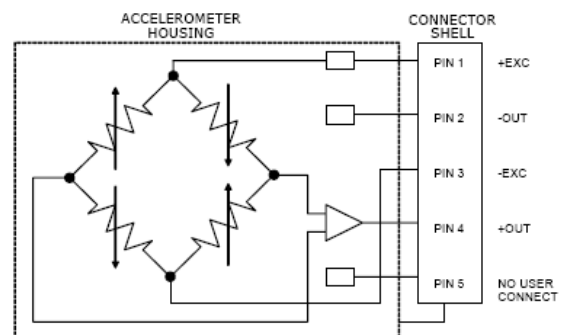 ACCELEROMETER
HOUSING
CONNECTOR
SHELL
PIN 1 +EXC
PIN 2 -OUT
PIN 3 -EXC
PIN 4 +OUT
PIN 5 NO USER
CONNECT